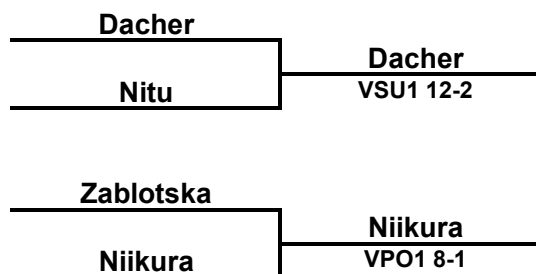 Dacher
Dacher
Nitu
VSU1 12-2
Zablotska
Niikura
Niikura
VPO1 8-1